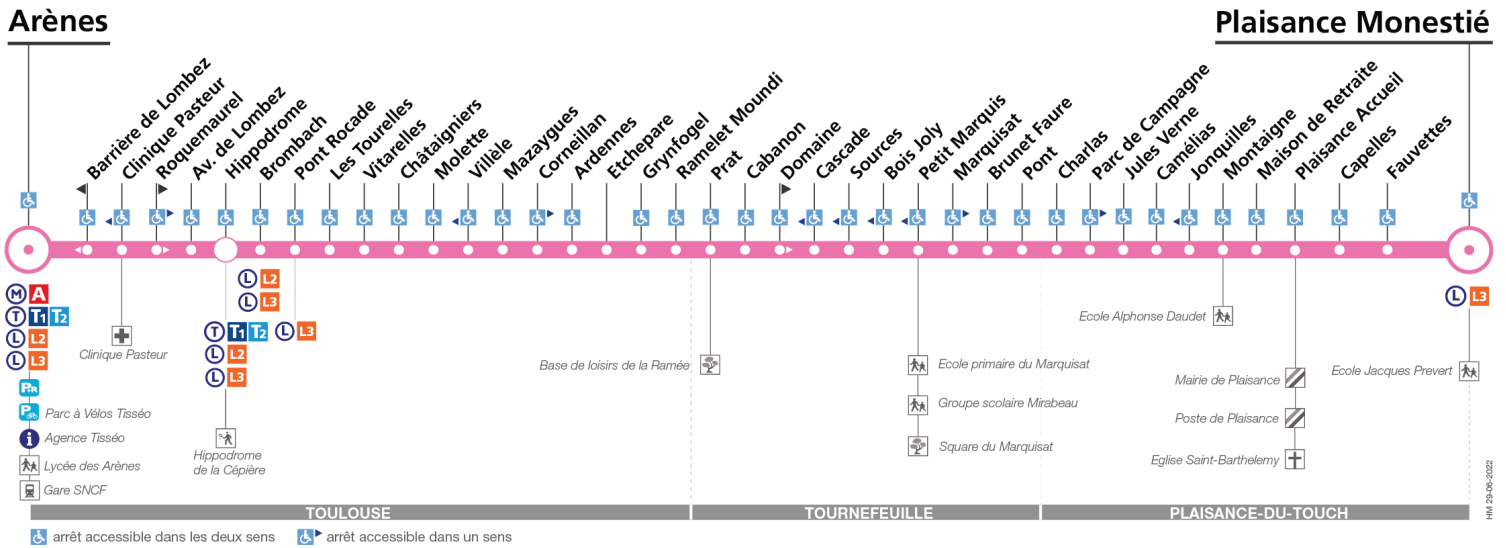 Arènes
Plaisance Monestié
Barrière de Lombez
Clinique Pasteur
Roquemaurel
Av. de Lombez
Hippodrome
Brombach
Pont Rocade
Les Tourelles
Vitarelles
Châtaigniers
Molette
Villèle
Mazaygues
Corneillan
Ardennes
Etchepare
Grynfogel
Ramelet Moundi
Prat
Cabanon
Domaine
Cascade
Sources
Bois Joly
Petit Marquis
Marquisat
Brunet Faure
Pont
Charlas
Parc de Campagne
Jules Verne
Camélias
Jonquilles
Montaigne
Maison de Retraite
Plaisance Accueil
Capelles
Fauvettes
M A
T T1 T2
L L2
L L3
P+R
P Parc à Vélos Tisséo
i Agence Tisséo
Lycée des Arènes
Gare SNCF
Clinique Pasteur
T T1 T2
L L2
L L3
Hippodrome
de la Cépière
L L2
L L3
L L3
Base de loisirs de la Ramée
Ecole primaire du Marquisat
Groupe scolaire Mirabeau
Square du Marquisat
Ecole Alphonse Daudet
Mairie de Plaisance
Poste de Plaisance
Eglise Saint-Barthelemy
L L3
Ecole Jacques Prevert
TOULOUSE
TOURNEFEUILLE
PLAISANCE-DU-TOUCH
arrêt accessible dans les deux sens
arrêt accessible dans un sens
HM 29-06-2022